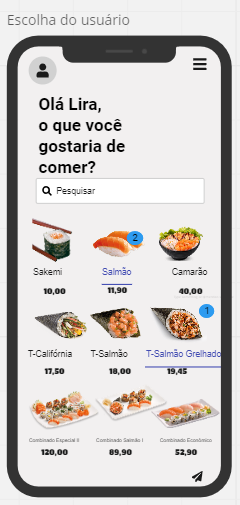 Escolha do usuário
Olá Lira,
o que você
gostaria de
comer?
Pesquisar
2
Sakemi Salmão Camarão
10,00 11,90 40,00
1
T-Califórnia T-Salmão T-Salmão Grelhado
17,50 18,00 19,45
Combinado Especial II Combinado Salmão I Combinado Econômico
120,00 89,90 52,90